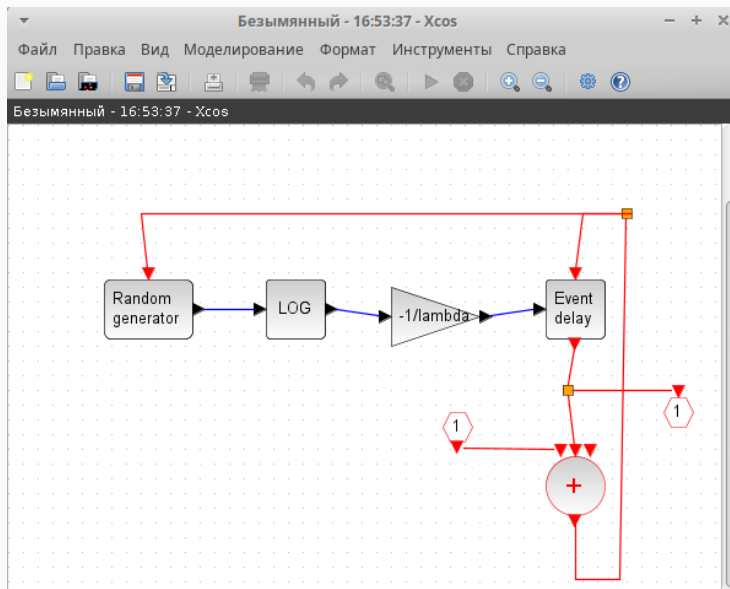 Безымянный - 16:53:37 - Xcos
Файл Правка Вид Моделирование Формат Инструменты Справка
Безымянный - 16:53:37 - Xcos
Random
generator
LOG
-1/lambda
Event
delay
1
1
+